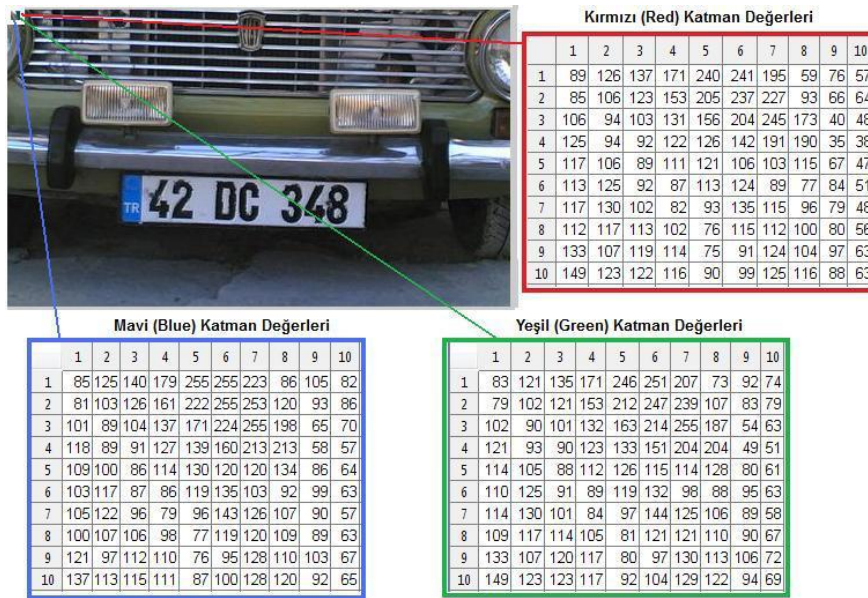 Kırmızı (Red) Katman Değerleri
1 2 3 4 5 6 7 8 9 10
1 89 126 137 171 240 241 195 59 76 57
2 85 106 123 153 205 237 227 93 66 64
3 106 94 103 131 156 204 245 173 40 48
4 125 94 92 122 126 142 191 190 35 38
5 117 106 89 111 121 106 103 115 67 47
6 113 125 92 87 113 124 89 77 84 51
7 117 130 102 82 93 135 115 96 79 48
8 112 117 113 102 76 115 112 100 80 56
9 133 107 119 114 75 91 124 104 97 63
10 149 123 122 116 90 99 125 116 88 63
TR 42 DC 348
Mavi (Blue) Katman Değerleri
1 2 3 4 5 6 7 8 9 10
1 85 125 140 179 255 255 223 86 105 82
2 81 103 126 161 222 255 253 120 93 86
3 101 89 104 137 171 224 255 198 65 70
4 118 89 91 127 139 160 213 213 58 57
5 109 100 86 114 130 120 120 134 86 64
6 103 117 87 86 119 135 103 92 99 63
7 105 122 96 79 96 143 126 107 90 57
8 100 107 106 98 77 119 120 109 89 63
9 121 97 112 110 76 95 128 110 103 67
10 137 113 115 111 87 100 128 120 92 65
Yeşil (Green) Katman Değerleri
1 2 3 4 5 6 7 8 9 10
1 83 121 135 171 246 251 207 73 92 74
2 79 102 121 153 212 247 239 107 83 79
3 102 90 101 132 163 214 255 187 54 63
4 121 93 90 123 133 151 204 204 49 51
5 114 105 88 112 126 115 114 128 80 61
6 110 125 91 89 119 132 98 88 95 63
7 114 130 101 84 97 144 125 106 89 58
8 109 117 114 105 81 121 121 110 90 67
9 133 107 120 117 80 97 130 113 106 72
10 149 123 123 117 92 104 129 122 94 69